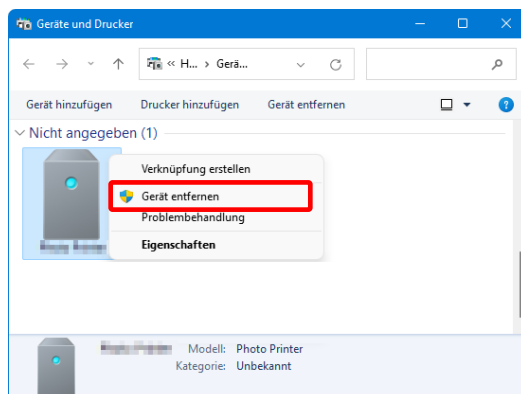 Geräte und Drucker
« H... › Gerä...
Gerät hinzufügen Drucker hinzufügen Gerät entfernen
Nicht angegeben (1)
Verknüpfung erstellen
Gerät entfernen
Problembehandlung
Eigenschaften
Modell: Photo Printer
Kategorie: Unbekannt